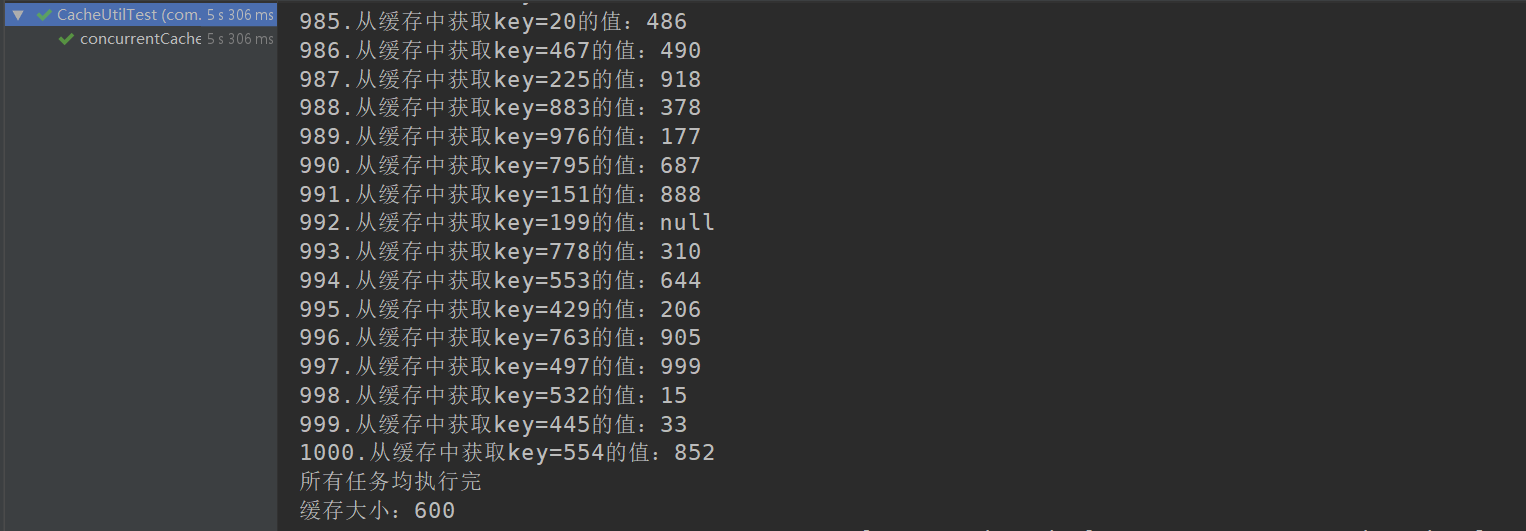 CacheUtilTest (com. 5 s 306 ms
concurrentCache 5 s 306 ms
985.从缓存中获取key=20的值：486
986.从缓存中获取key=467的值：490
987.从缓存中获取key=225的值：918
988.从缓存中获取key=883的值：378
989.从缓存中获取key=976的值：177
990.从缓存中获取key=795的值：687
991.从缓存中获取key=151的值：888
992.从缓存中获取key=199的值：null
993.从缓存中获取key=778的值：310
994.从缓存中获取key=553的值：644
995.从缓存中获取key=429的值：206
996.从缓存中获取key=763的值：905
997.从缓存中获取key=497的值：999
998.从缓存中获取key=532的值：15
999.从缓存中获取key=445的值：33
1000.从缓存中获取key=554的值：852
所有任务均执行完
缓存大小：600